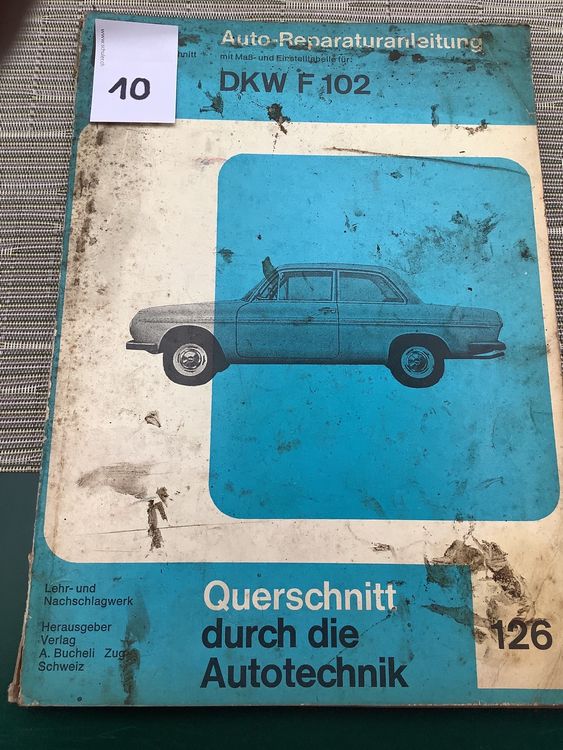 Auto-Reparaturanleitung
mit Maß- und Einstelltabelle für:
DKW F 102
10
Lehr- und
Nachschlagwerk
Herausgeber
Verlag
A. Bucheli Zug
Schweiz
Querschnitt
durch die
Autotechnik
126